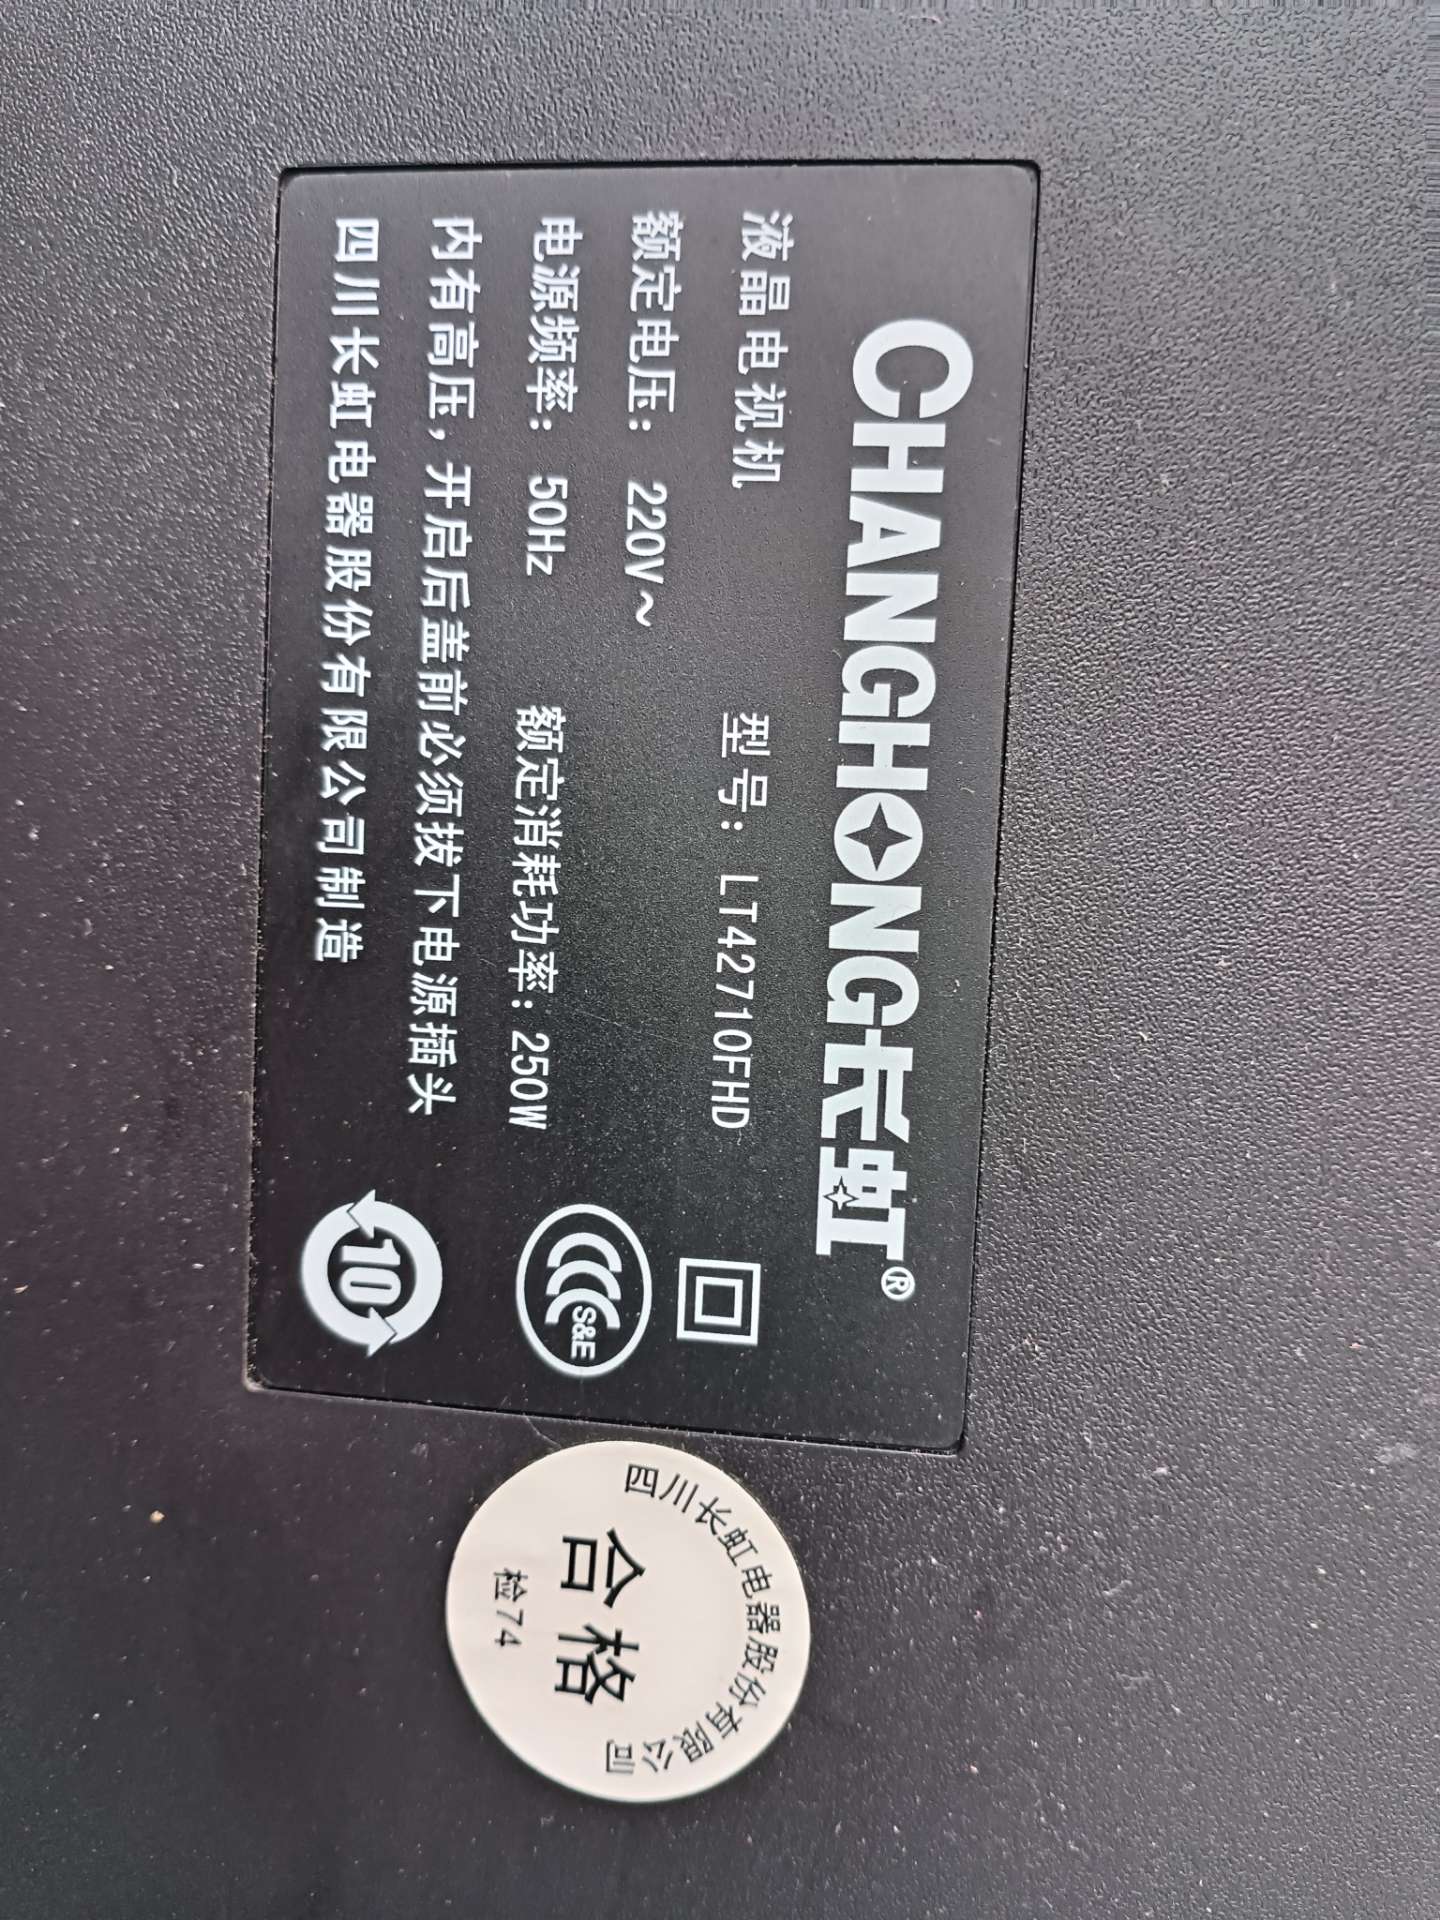 CHANGHONG长虹®
液晶电视机 型号: LT42710FHD
额定电压: 220V~
电源频率: 50Hz 额定消耗功率: 250W
内有高压,开启后盖前必须拔下电源插头
四川长虹电器股份有限公司制造
CCC S&E
10
四川长虹电器股份有限公司
合格
检74